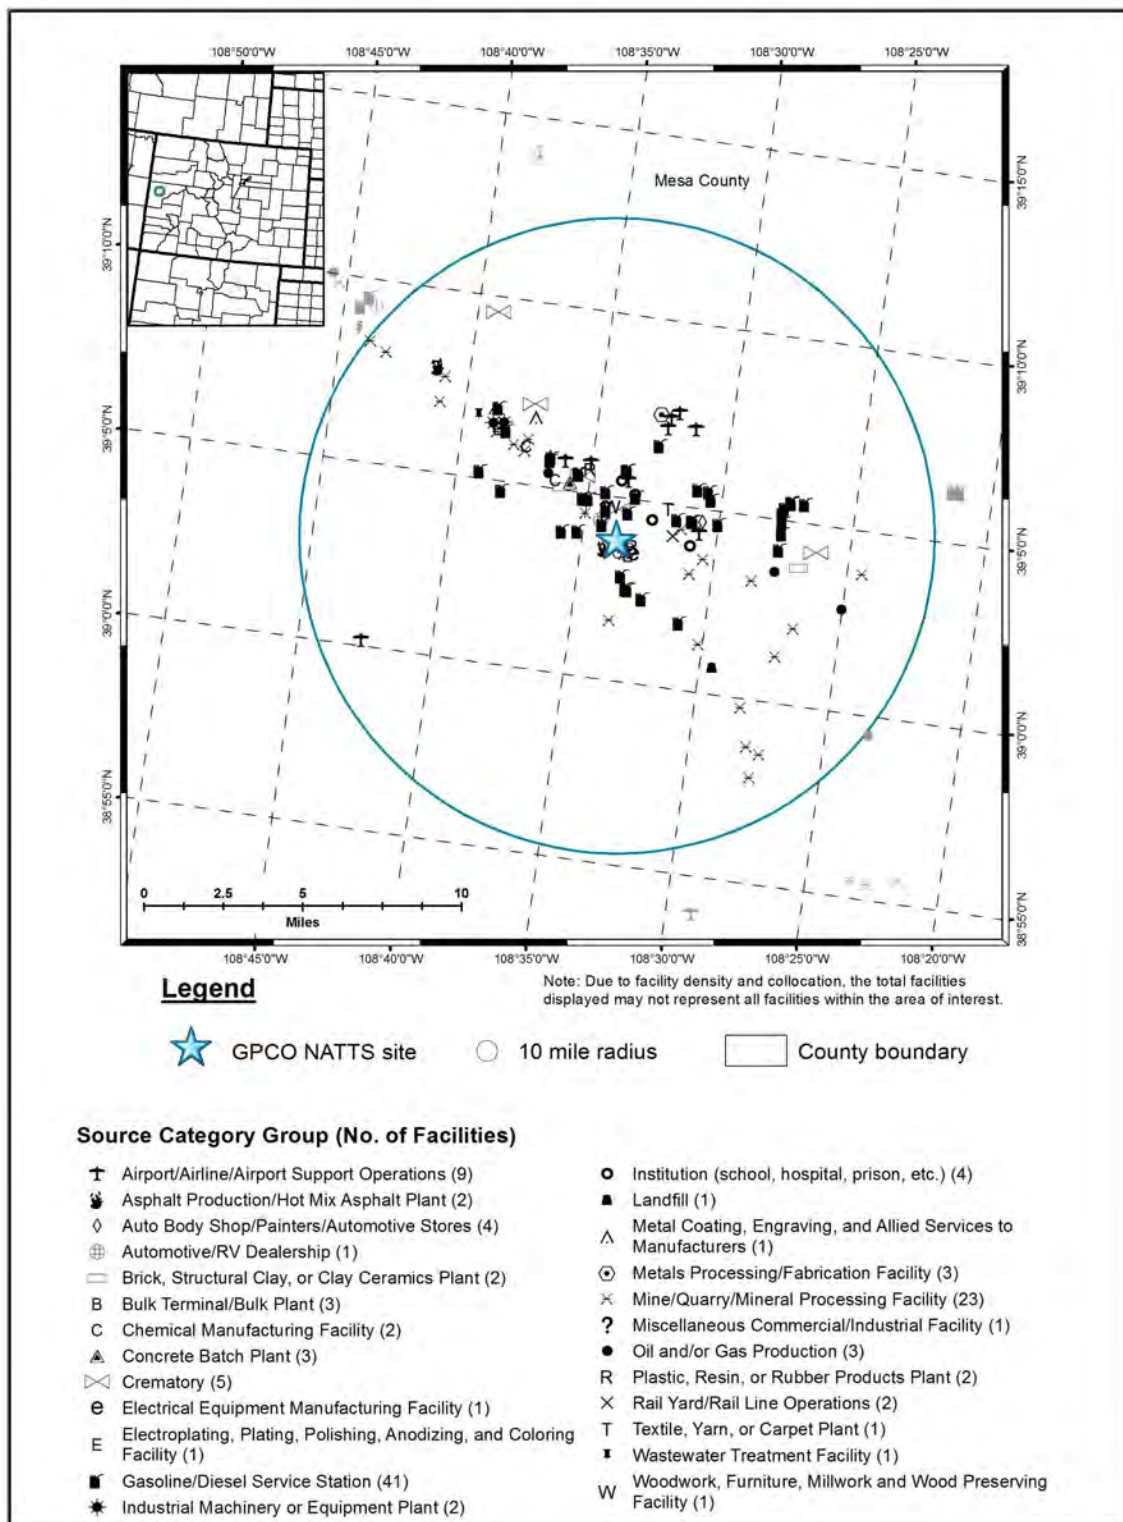 108°50'0"W 108°45'0"W 108°40'0"W 108°35'0"W 108°30'0"W 108°25'0"W
Mesa County
39°15'0"N
39°10'0"N
39°10'0"N
39°5'0"N
39°5'0"N
39°0'0"N
39°0'0"N
38°55'0"N
38°55'0"N
0 2.5 5 10
Miles
108°45'0"W 108°40'0"W 108°35'0"W 108°30'0"W 108°25'0"W 108°20'0"W
Legend
Note: Due to facility density and collocation, the total facilities
displayed may not represent all facilities within the area of interest.
GPCO NATTS site
10 mile radius
County boundary
Source Category Group (No. of Facilities)
Airport/Airline/Airport Support Operations (9)
Asphalt Production/Hot Mix Asphalt Plant (2)
Auto Body Shop/Painters/Automotive Stores (4)
Automotive/RV Dealership (1)
Brick, Structural Clay, or Clay Ceramics Plant (2)
B Bulk Terminal/Bulk Plant (3)
C Chemical Manufacturing Facility (2)
Concrete Batch Plant (3)
Crematory (5)
e Electrical Equipment Manufacturing Facility (1)
E Electroplating, Plating, Polishing, Anodizing, and Coloring
Facility (1)
Gasoline/Diesel Service Station (41)
Industrial Machinery or Equipment Plant (2)
Institution (school, hospital, prison, etc.) (4)
Landfill (1)
Metal Coating, Engraving, and Allied Services to
Manufacturers (1)
Metals Processing/Fabrication Facility (3)
Mine/Quarry/Mineral Processing Facility (23)
? Miscellaneous Commercial/Industrial Facility (1)
Oil and/or Gas Production (3)
R Plastic, Resin, or Rubber Products Plant (2)
Rail Yard/Rail Line Operations (2)
T Textile, Yarn, or Carpet Plant (1)
Wastewater Treatment Facility (1)
W Woodwork, Furniture, Millwork and Wood Preserving
Facility (1)